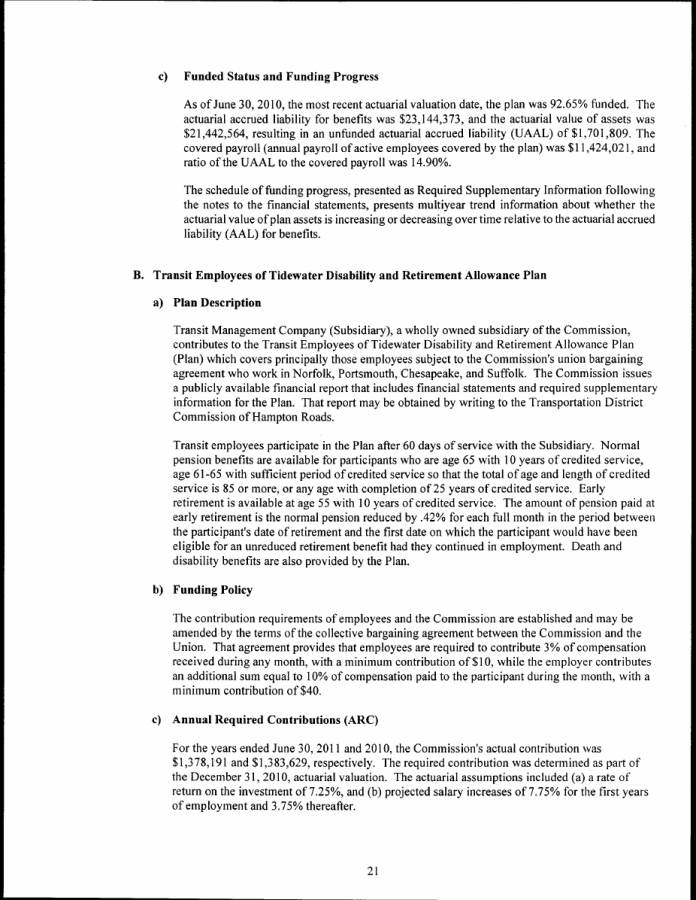 c) Funded Status and Funding Progress
As of June 30, 2010, the most recent actuarial valuation date, the plan was 92.65% funded. The
actuarial accrued liability for benefits was $23,144,373, and the actuarial value of assets was
$21,442,564, resulting in an unfunded actuarial accrued liability (UAAL) of $1,701,809. The
covered payroll (annual payroll of active employees covered by the plan) was $11,424,021, and
ratio of the UAAL to the covered payroll was 14.90%.
The schedule of funding progress, presented as Required Supplementary Information following
the notes to the financial statements, presents multiyear trend information about whether the
actuarial value of plan assets is increasing or decreasing over time relative to the actuarial accrued
liability (AAL) for benefits.
B. Transit Employees of Tidewater Disability and Retirement Allowance Plan
a) Plan Description
Transit Management Company (Subsidiary), a wholly owned subsidiary of the Commission,
contributes to the Transit Employees of Tidewater Disability and Retirement Allowance Plan
(Plan) which covers principally those employees subject to the Commission's union bargaining
agreement who work in Norfolk, Portsmouth, Chesapeake, and Suffolk. The Commission issues
a publicly available financial report that includes financial statements and required supplementary
information for the Plan. That report may be obtained by writing to the Transportation District
Commission of Hampton Roads.
Transit employees participate in the Plan after 60 days of service with the Subsidiary. Normal
pension benefits are available for participants who are age 65 with 10 years of credited service,
age 61-65 with sufficient period of credited service so that the total of age and length of credited
service is 85 or more, or any age with completion of 25 years of credited service. Early
retirement is available at age 55 with 10 years of credited service. The amount of pension paid at
early retirement is the normal pension reduced by .42% for each full month in the period between
the participant's date of retirement and the first date on which the participant would have been
eligible for an unreduced retirement benefit had they continued in employment. Death and
disability benefits are also provided by the Plan.
b) Funding Policy
The contribution requirements of employees and the Commission are established and may be
amended by the terms of the collective bargaining agreement between the Commission and the
Union. That agreement provides that employees are required to contribute 3% of compensation
received during any month, with a minimum contribution of $10, while the employer contributes
an additional sum equal to 10% of compensation paid to the participant during the month, with a
minimum contribution of $40.
c) Annual Required Contributions (ARC)
For the years ended June 30, 2011 and 2010, the Commission's actual contribution was
$1,378,191 and $1,383,629, respectively. The required contribution was determined as part of
the December 31, 2010, actuarial valuation. The actuarial assumptions included (a) a rate of
return on the investment of 7.25%, and (b) projected salary increases of 7.75% for the first years
of employment and 3.75% thereafter.
21